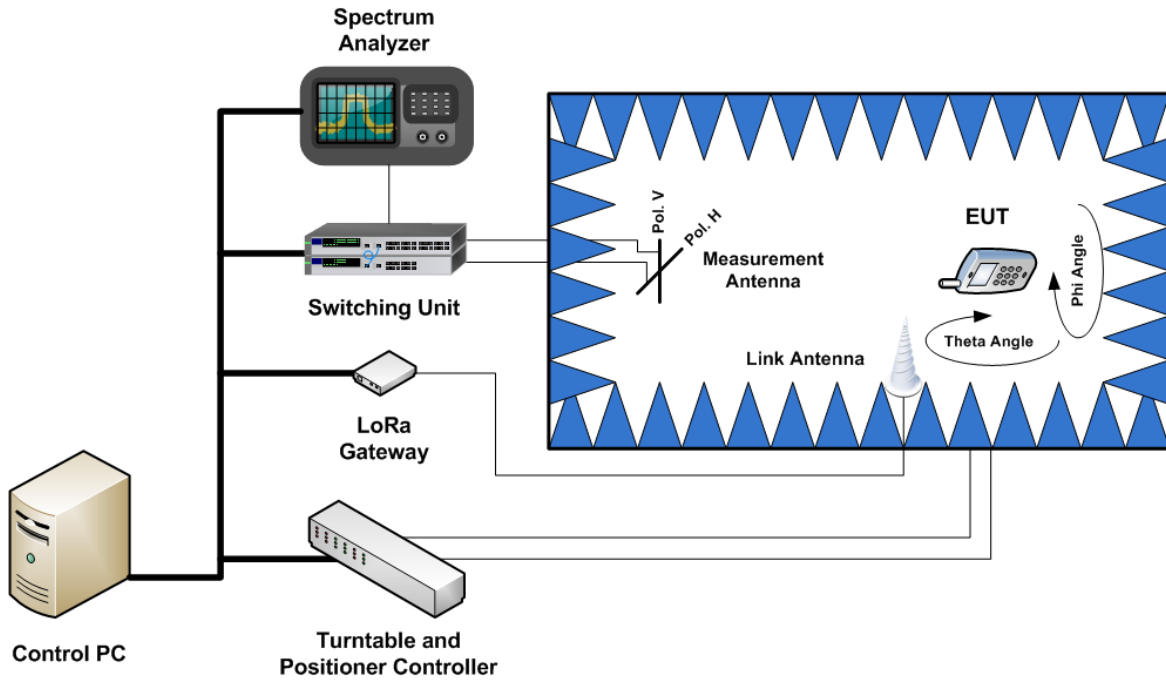 Spectrum
Analyzer
Switching Unit
LoRa
Gateway
Control PC
Turntable and
Positioner Controller
Pol. V
Pol. H
Measurement
Antenna
Link Antenna
EUT
Phi Angle
Theta Angle